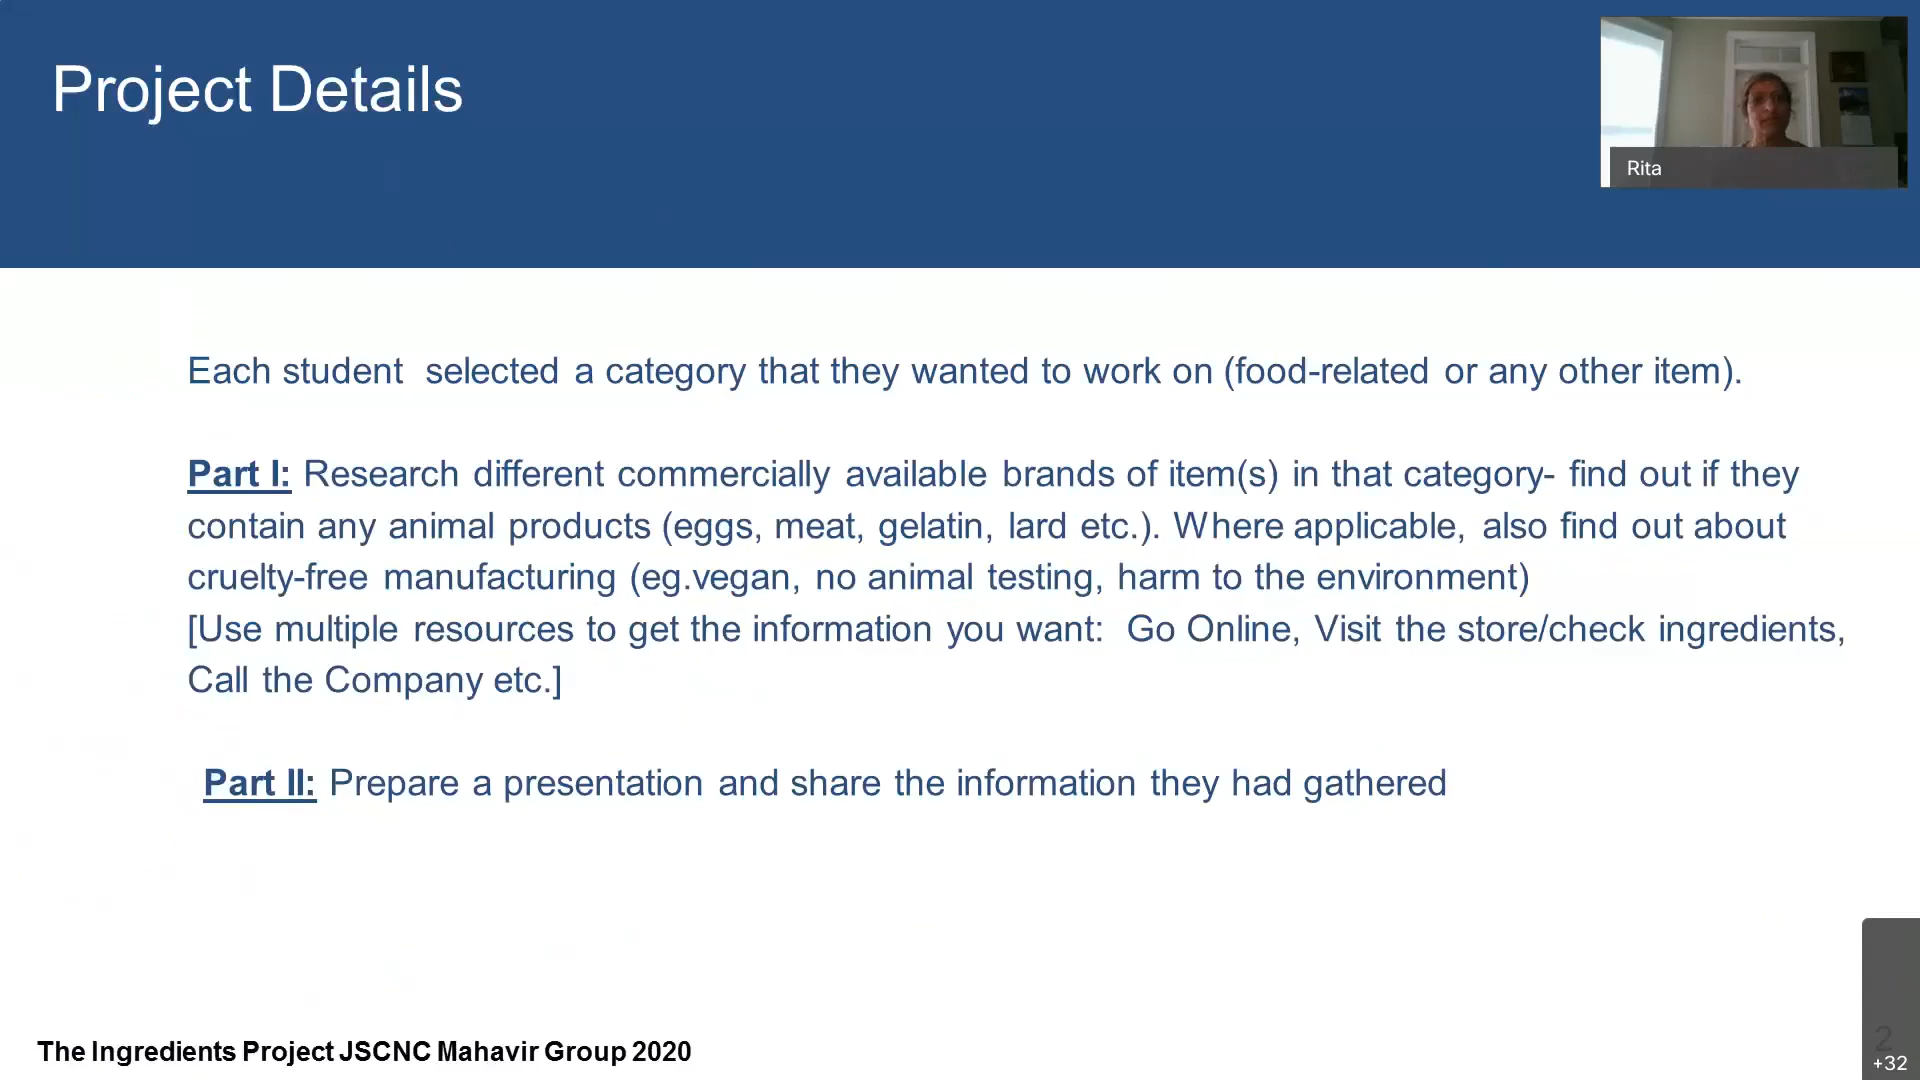 Project Details
Rita
Each student selected a category that they wanted to work on (food-related or any other item).
Part I: Research different commercially available brands of item(s) in that category- find out if they
contain any animal products (eggs, meat, gelatin, lard etc.). Where applicable, also find out about
cruelty-free manufacturing (eg.vegan, no animal testing, harm to the environment)
[Use multiple resources to get the information you want: Go Online, Visit the store/check ingredients,
Call the Company etc.]
Part II: Prepare a presentation and share the information they had gathered
The Ingredients Project JSCNC Mahavir Group 2020
2
+32